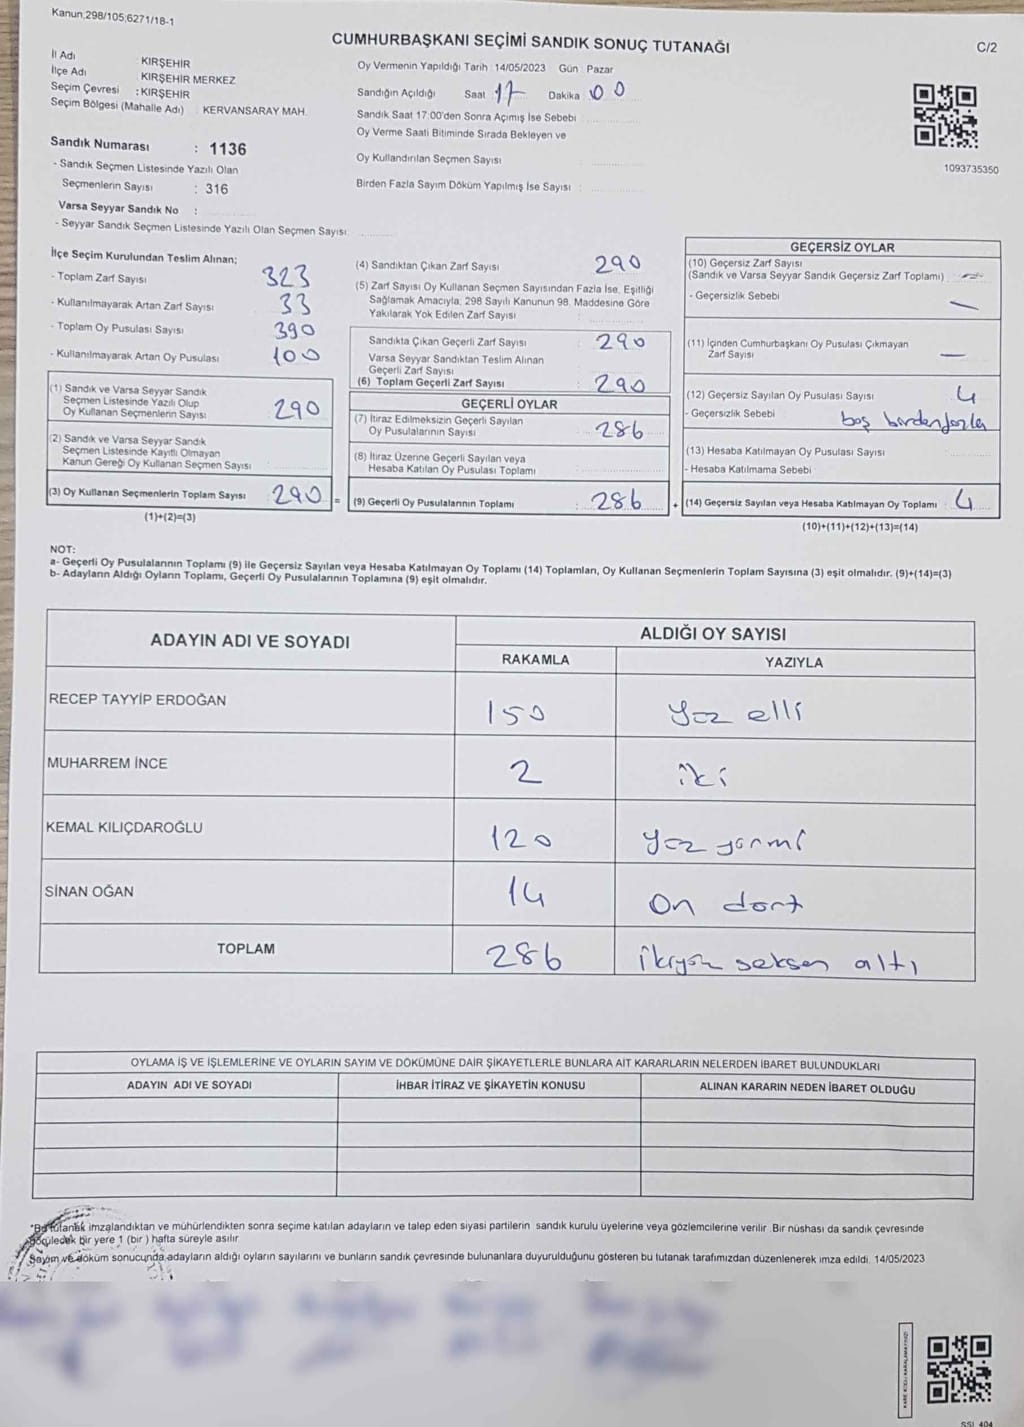 Kanun;298/105;6271/18-1
CUMHURBAŞKANI SEÇİMİ SANDIK SONUÇ TUTANAĞI
C/2
İl Adı : KIRŞEHİR
İlçe Adı : KIRŞEHİR MERKEZ
Seçim Çevresi : KIRŞEHİR
Seçim Bölgesi (Mahalle Adı) : KERVANSARAY MAH.
Sandık Numarası : 1136
- Sandık Seçmen Listesinde Yazılı Olan
Seçmenlerin Sayısı : 316
Varsa Seyyar Sandık No :
- Seyyar Sandık Seçmen Listesinde Yazılı Olan Seçmen Sayısı:
Oy Vermenin Yapıldığı Tarih :14/05/2023 Gün : Pazar
Sandığın Açıldığı Saat : 17 Dakika : 00
Sandık Saat 17:00'den Sonra Açımış İse Sebebi :
Oy Verme Saati Bitiminde Sırada Bekleyen ve
Oy Kullandırılan Seçmen Sayısı :
Birden Fazla Sayım Döküm Yapılmış İse Sayısı :
1093735350
İlçe Seçim Kurulundan Teslim Alınan;
- Toplam Zarf Sayısı 323
- Kullanılmayarak Artan Zarf Sayısı 33
- Toplam Oy Pusulası Sayısı 390
- Kullanılmayarak Artan Oy Pusulası 100
(1) Sandık ve Varsa Seyyar Sandık
Seçmen Listesinde Yazılı Olup
Oy Kullanan Seçmenlerin Sayısı : 290
(2) Sandık ve Varsa Seyyar Sandık
Seçmen Listesinde Kayıtlı Olmayan
Kanun Gereği Oy Kullanan Seçmen Sayısı
(3) Oy Kullanan Seçmenlerin Toplam Sayısı : 290 =
(1)+(2)=(3)
(4) Sandıktan Çıkan Zarf Sayısı 290
(5) Zarf Sayısı Oy Kullanan Seçmen Sayısından Fazla İse, Eşitliği
Sağlamak Amacıyla, 298 Sayılı Kanunun 98. Maddesine Göre
Yakılarak Yok Edilen Zarf Sayısı :
Sandıkta Çıkan Geçerli Zarf Sayısı : 290
Varsa Seyyar Sandıktan Teslim Alınan
Geçerli Zarf Sayısı
(6) Toplam Geçerli Zarf Sayısı : 290
GEÇERLİ OYLAR
(7) İtiraz Edilmeksizin Geçerli Sayılan
Oy Pusulalarının Sayısı : 286
(8) İtiraz Üzerine Geçerli Sayılan veya
Hesaba Katılan Oy Pusulası Toplamı :
(9) Geçerli Oy Pusulalarının Toplamı : 286 +
GEÇERSİZ OYLAR
(10) Geçersiz Zarf Sayısı
(Sandık ve Varsa Seyyar Sandık Geçersiz Zarf Toplamı) :
- Geçersizlik Sebebi —
(11) İçinden Cumhurbaşkanı Oy Pusulası Çıkmayan
Zarf Sayısı —
(12) Geçersiz Sayılan Oy Pusulası Sayısı 4
- Geçersizlik Sebebi boş birden fazla
(13) Hesaba Katılmayan Oy Pusulası Sayısı
- Hesaba Katılmama Sebebi
(14) Geçersiz Sayılan veya Hesaba Katılmayan Oy Toplamı : 4
(10)+(11)+(12)+(13)=(14)
NOT:
a- Geçerli Oy Pusulalarının Toplamı (9) ile Geçersiz Sayılan veya Hesaba Katılmayan Oy Toplamı (14) Toplamları, Oy Kullanan Seçmenlerin Toplam Sayısına (3) eşit olmalıdır. (9)+(14)=(3)
b- Adayların Aldığı Oyların Toplamı, Geçerli Oy Pusulalarının Toplamına (9) eşit olmalıdır.
ADAYIN ADI VE SOYADI ALDIĞI OY SAYISI
RAKAMLA YAZIYLA
RECEP TAYYİP ERDOĞAN 150 yüz elli
MUHARREM İNCE 2 iki
KEMAL KILIÇDAROĞLU 120 yüz yirmi
SİNAN OĞAN 14 on dört
TOPLAM 286 ikiyüz seksen altı
OYLAMA İŞ VE İŞLEMLERİNE VE OYLARIN SAYIM VE DÖKÜMÜNE DAİR ŞİKAYETLERLE BUNLARA AİT KARARLARIN NELERDEN İBARET BULUNDUKLARI
ADAYIN ADI VE SOYADI İHBAR İTİRAZ VE ŞİKAYETİN KONUSU ALINAN KARARIN NEDEN İBARET OLDUĞU
*Bu tutanak imzalandıktan ve mühürlendikten sonra seçime katılan adayların ve talep eden siyasi partilerin sandık kurulu üyelerine veya gözlemcilerine verilir. Bir nüshası da sandık çevresinde
görülecek bir yere 1 (bir ) hafta süreyle asılır.
Sayım ve döküm sonucunda adayların aldığı oyların sayılarını ve bunların sandık çevresinde bulunanlara duyurulduğunu gösteren bu tutanak tarafımızdan düzenlenerek imza edildi. 14/05/2023
KARE KODU KARALAMAYINIZ!
SSI 404